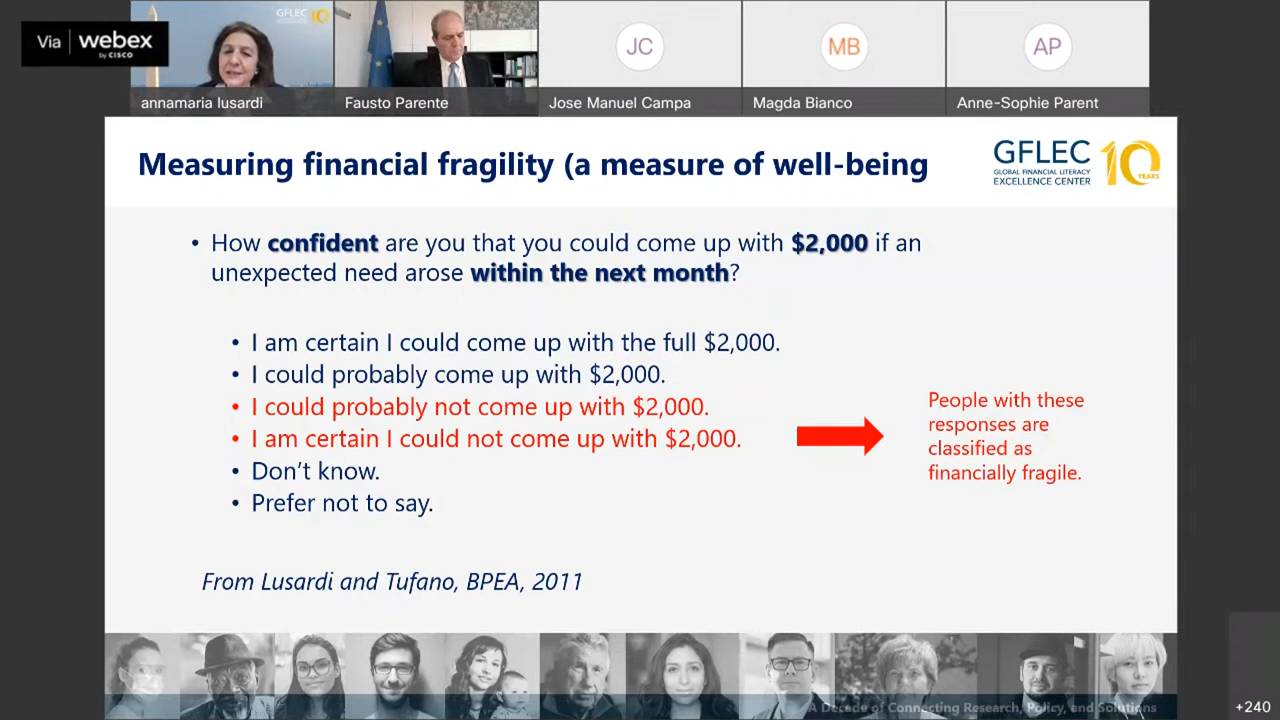 Via webex
by CISCO
GFLEC 10
annamaria lusardi
Fausto Parente
JC
Jose Manuel Campa
MB
Magda Bianco
AP
Anne-Sophie Parent
Measuring financial fragility (a measure of well-being
GFLEC 10
GLOBAL FINANCIAL LITERACY
EXCELLENCE CENTER
YEARS
• How confident are you that you could come up with $2,000 if an
unexpected need arose within the next month?
• I am certain I could come up with the full $2,000.
• I could probably come up with $2,000.
• I could probably not come up with $2,000.
• I am certain I could not come up with $2,000.
• Don’t know.
• Prefer not to say.
People with these
responses are
classified as
financially fragile.
From Lusardi and Tufano, BPEA, 2011
A Decade of Connecting Research, Policy, and Solutions
+240